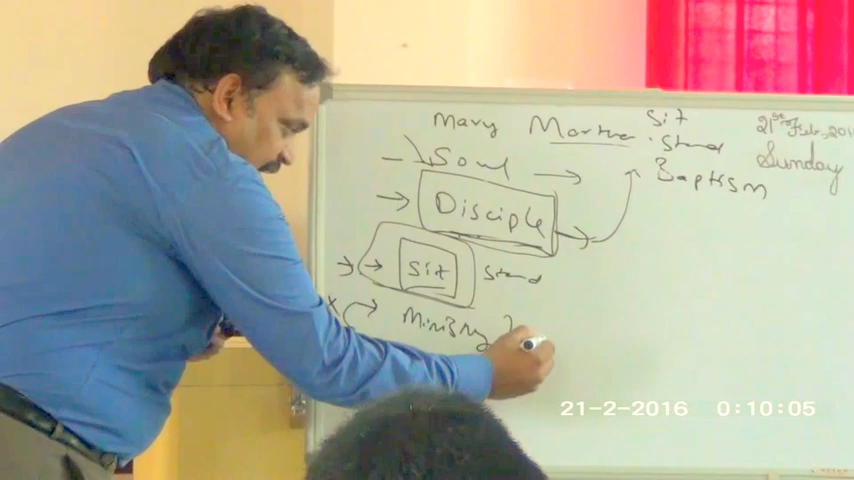 Mary Martha Sit
21st Feb, 201
Soul Stand
Sunday
Disciple Baptism
Sit Stand
Ministry
21-2-2016 0:10:05